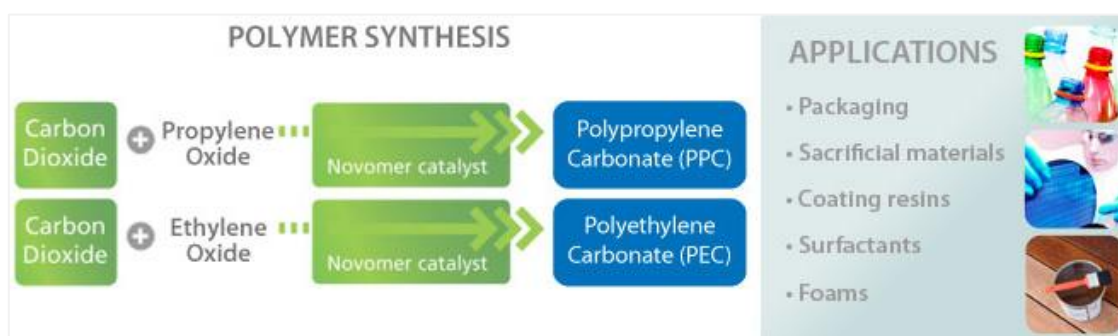 POLYMER SYNTHESIS
Carbon
Dioxide
+
Propylene
Oxide
Novomer catalyst
Polypropylene
Carbonate (PPC)
Carbon
Dioxide
+
Ethylene
Oxide
Novomer catalyst
Polyethylene
Carbonate (PEC)
APPLICATIONS
• Packaging
• Sacrificial materials
• Coating resins
• Surfactants
• Foams